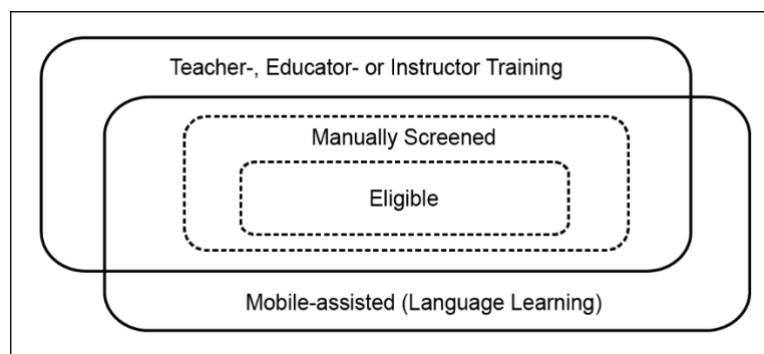 Teacher-, Educator- or Instructor Training
Manually Screened
Eligible
Mobile-assisted (Language Learning)